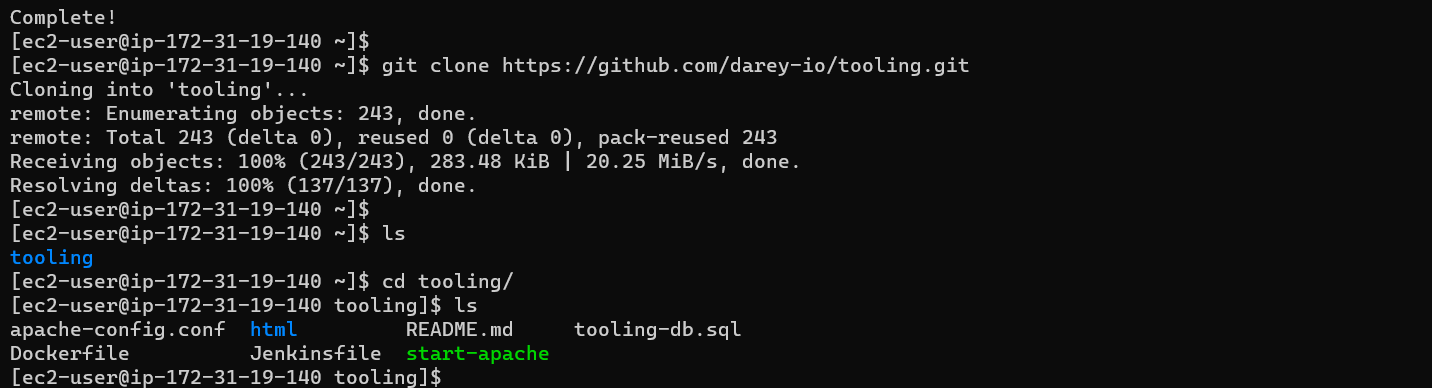 Complete!
[ec2-user@ip-172-31-19-140 ~]$
[ec2-user@ip-172-31-19-140 ~]$ git clone https://github.com/darey-io/tooling.git
Cloning into 'tooling'...
remote: Enumerating objects: 243, done.
remote: Total 243 (delta 0), reused 0 (delta 0), pack-reused 243
Receiving objects: 100% (243/243), 283.48 KiB | 20.25 MiB/s, done.
Resolving deltas: 100% (137/137), done.
[ec2-user@ip-172-31-19-140 ~]$
[ec2-user@ip-172-31-19-140 ~]$ ls
tooling
[ec2-user@ip-172-31-19-140 ~]$ cd tooling/
[ec2-user@ip-172-31-19-140 tooling]$ ls
apache-config.conf  html         README.md     tooling-db.sql
Dockerfile          Jenkinsfile  start-apache
[ec2-user@ip-172-31-19-140 tooling]$